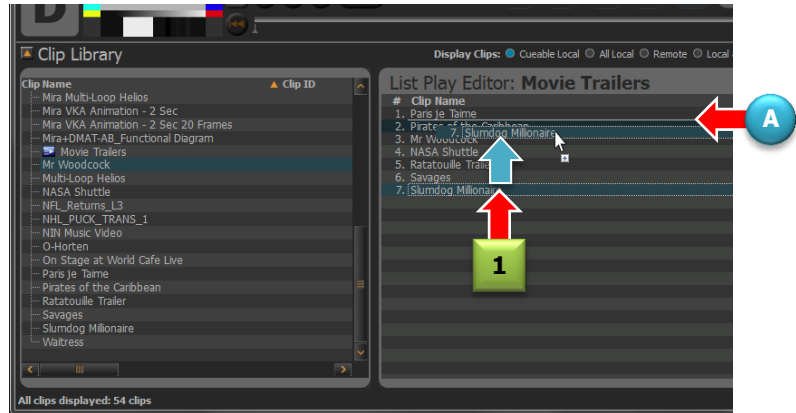 D
Clip Library
Display Clips: Cueable Local All Local Remote Local
Clip Name Clip ID
Mira Multi-Loop Helios
Mira VKA Animation - 2 Sec
Mira VKA Animation - 2 Sec 20 Frames
Mira+DMAT-AB_Functional Diagram
Movie Trailers
Mr Woodcock
Multi-Loop Helios
NASA Shuttle
NFL_Returns_L3
NHL_PUCK_TRANS_1
NIN Music Video
O-Horten
On Stage at World Cafe Live
Paris je Taime
Pirates of the Caribbean
Ratatouille Trailer
Savages
Slumdog Millionaire
Waitress
List Play Editor: Movie Trailers
# Clip Name
1. Paris je Taime
2. Pirates of the Caribbean
7. Slumdog Millionaire
3. Mr Woodcock
4. NASA Shuttle
5. Ratatouille Trailer
6. Savages
7. Slumdog Millionaire
A
1
All clips displayed: 54 clips